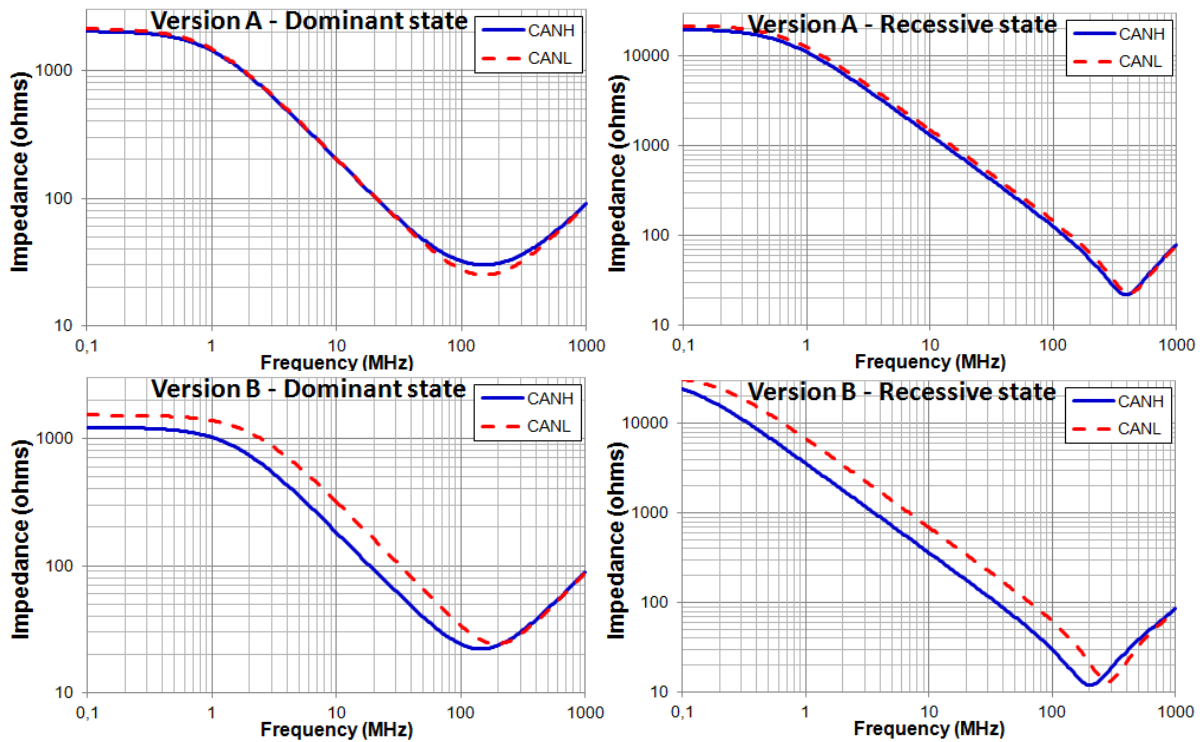 Version A - Dominant state
CANH
CANL
Impedance (ohms)
1000
100
10
0,1 1 10 100 1000
Frequency (MHz)
Version A - Recessive state
CANH
CANL
Impedance (ohms)
10000
1000
100
10
0,1 1 10 100 1000
Frequency (MHz)
Version B - Dominant state
CANH
CANL
Impedance (ohms)
1000
100
10
0,1 1 10 100 1000
Frequency (MHz)
Version B - Recessive state
CANH
CANL
Impedance (ohms)
10000
1000
100
10
0,1 1 10 100 1000
Frequency (MHz)